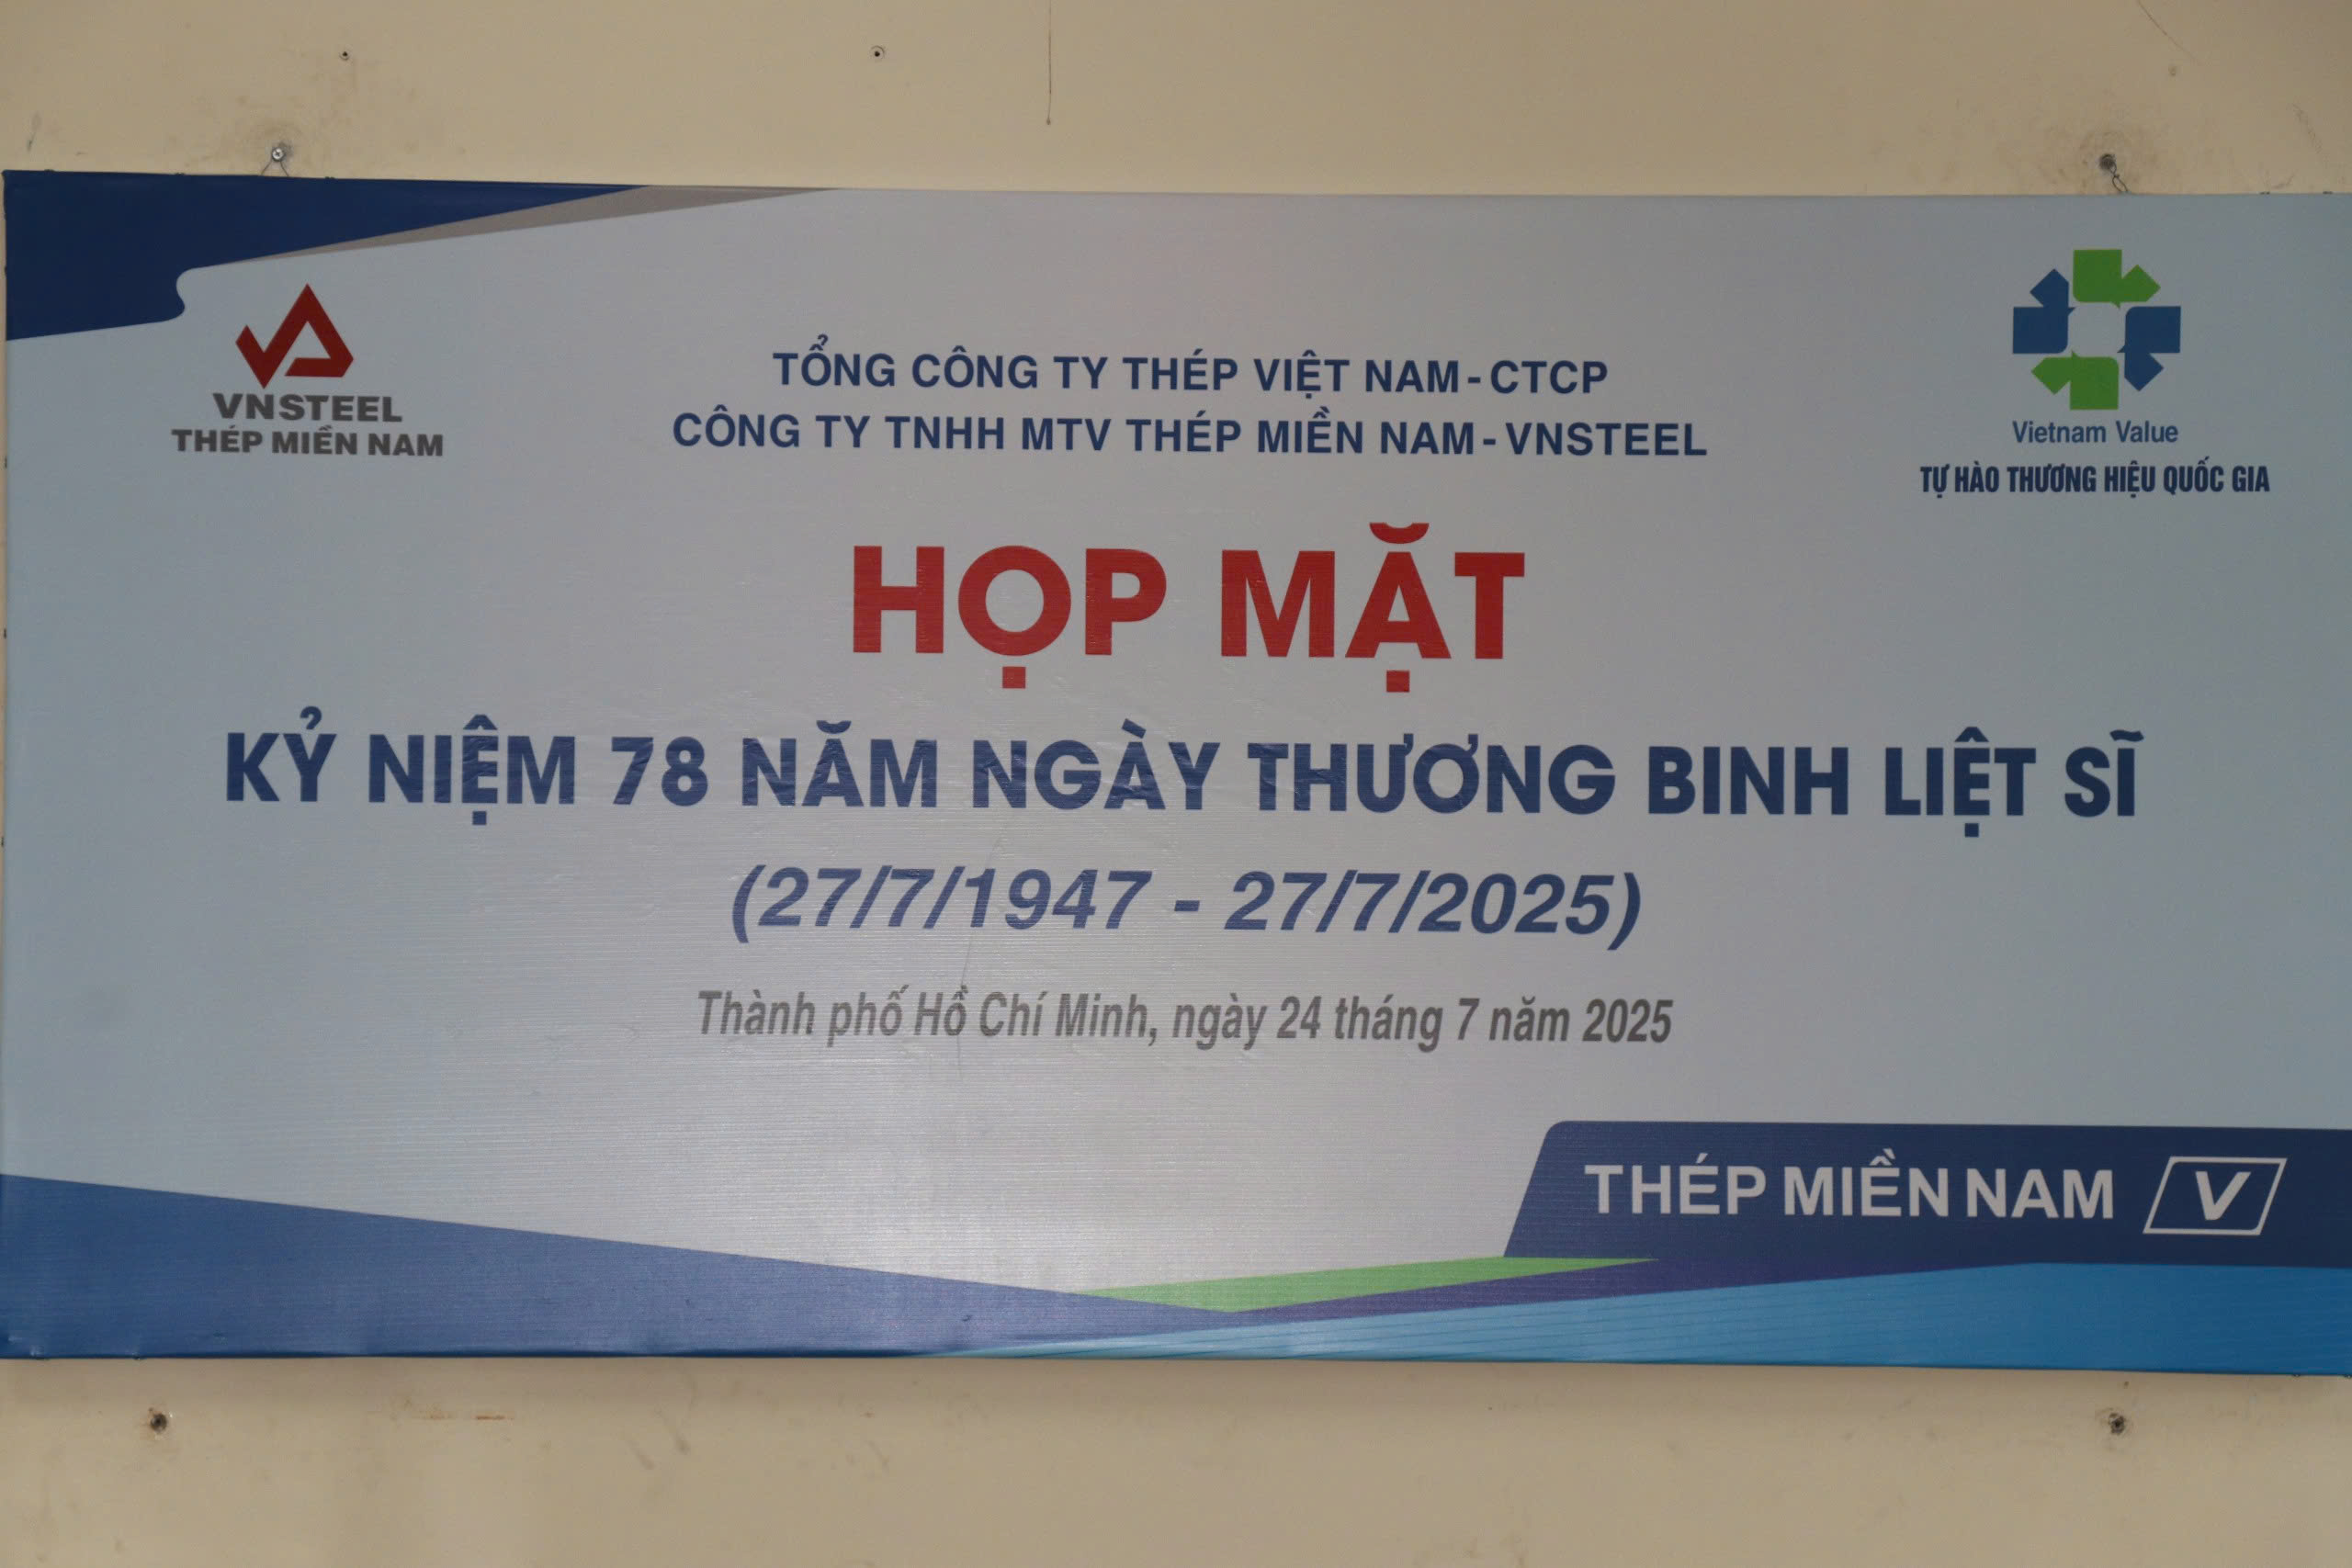 VNSTEEL
THÉP MIỀN NAM
TỔNG CÔNG TY THÉP VIỆT NAM - CTCP
CÔNG TY TNHH MTV THÉP MIỀN NAM - VNSTEEL
Vietnam Value
TỰ HÀO THƯƠNG HIỆU QUỐC GIA
HỌP MẶT
KỶ NIỆM 78 NĂM NGÀY THƯƠNG BINH LIỆT SĨ
(27/7/1947 - 27/7/2025)
Thành phố Hồ Chí Minh, ngày 24 tháng 7 năm 2025
THÉP MIỀN NAM V